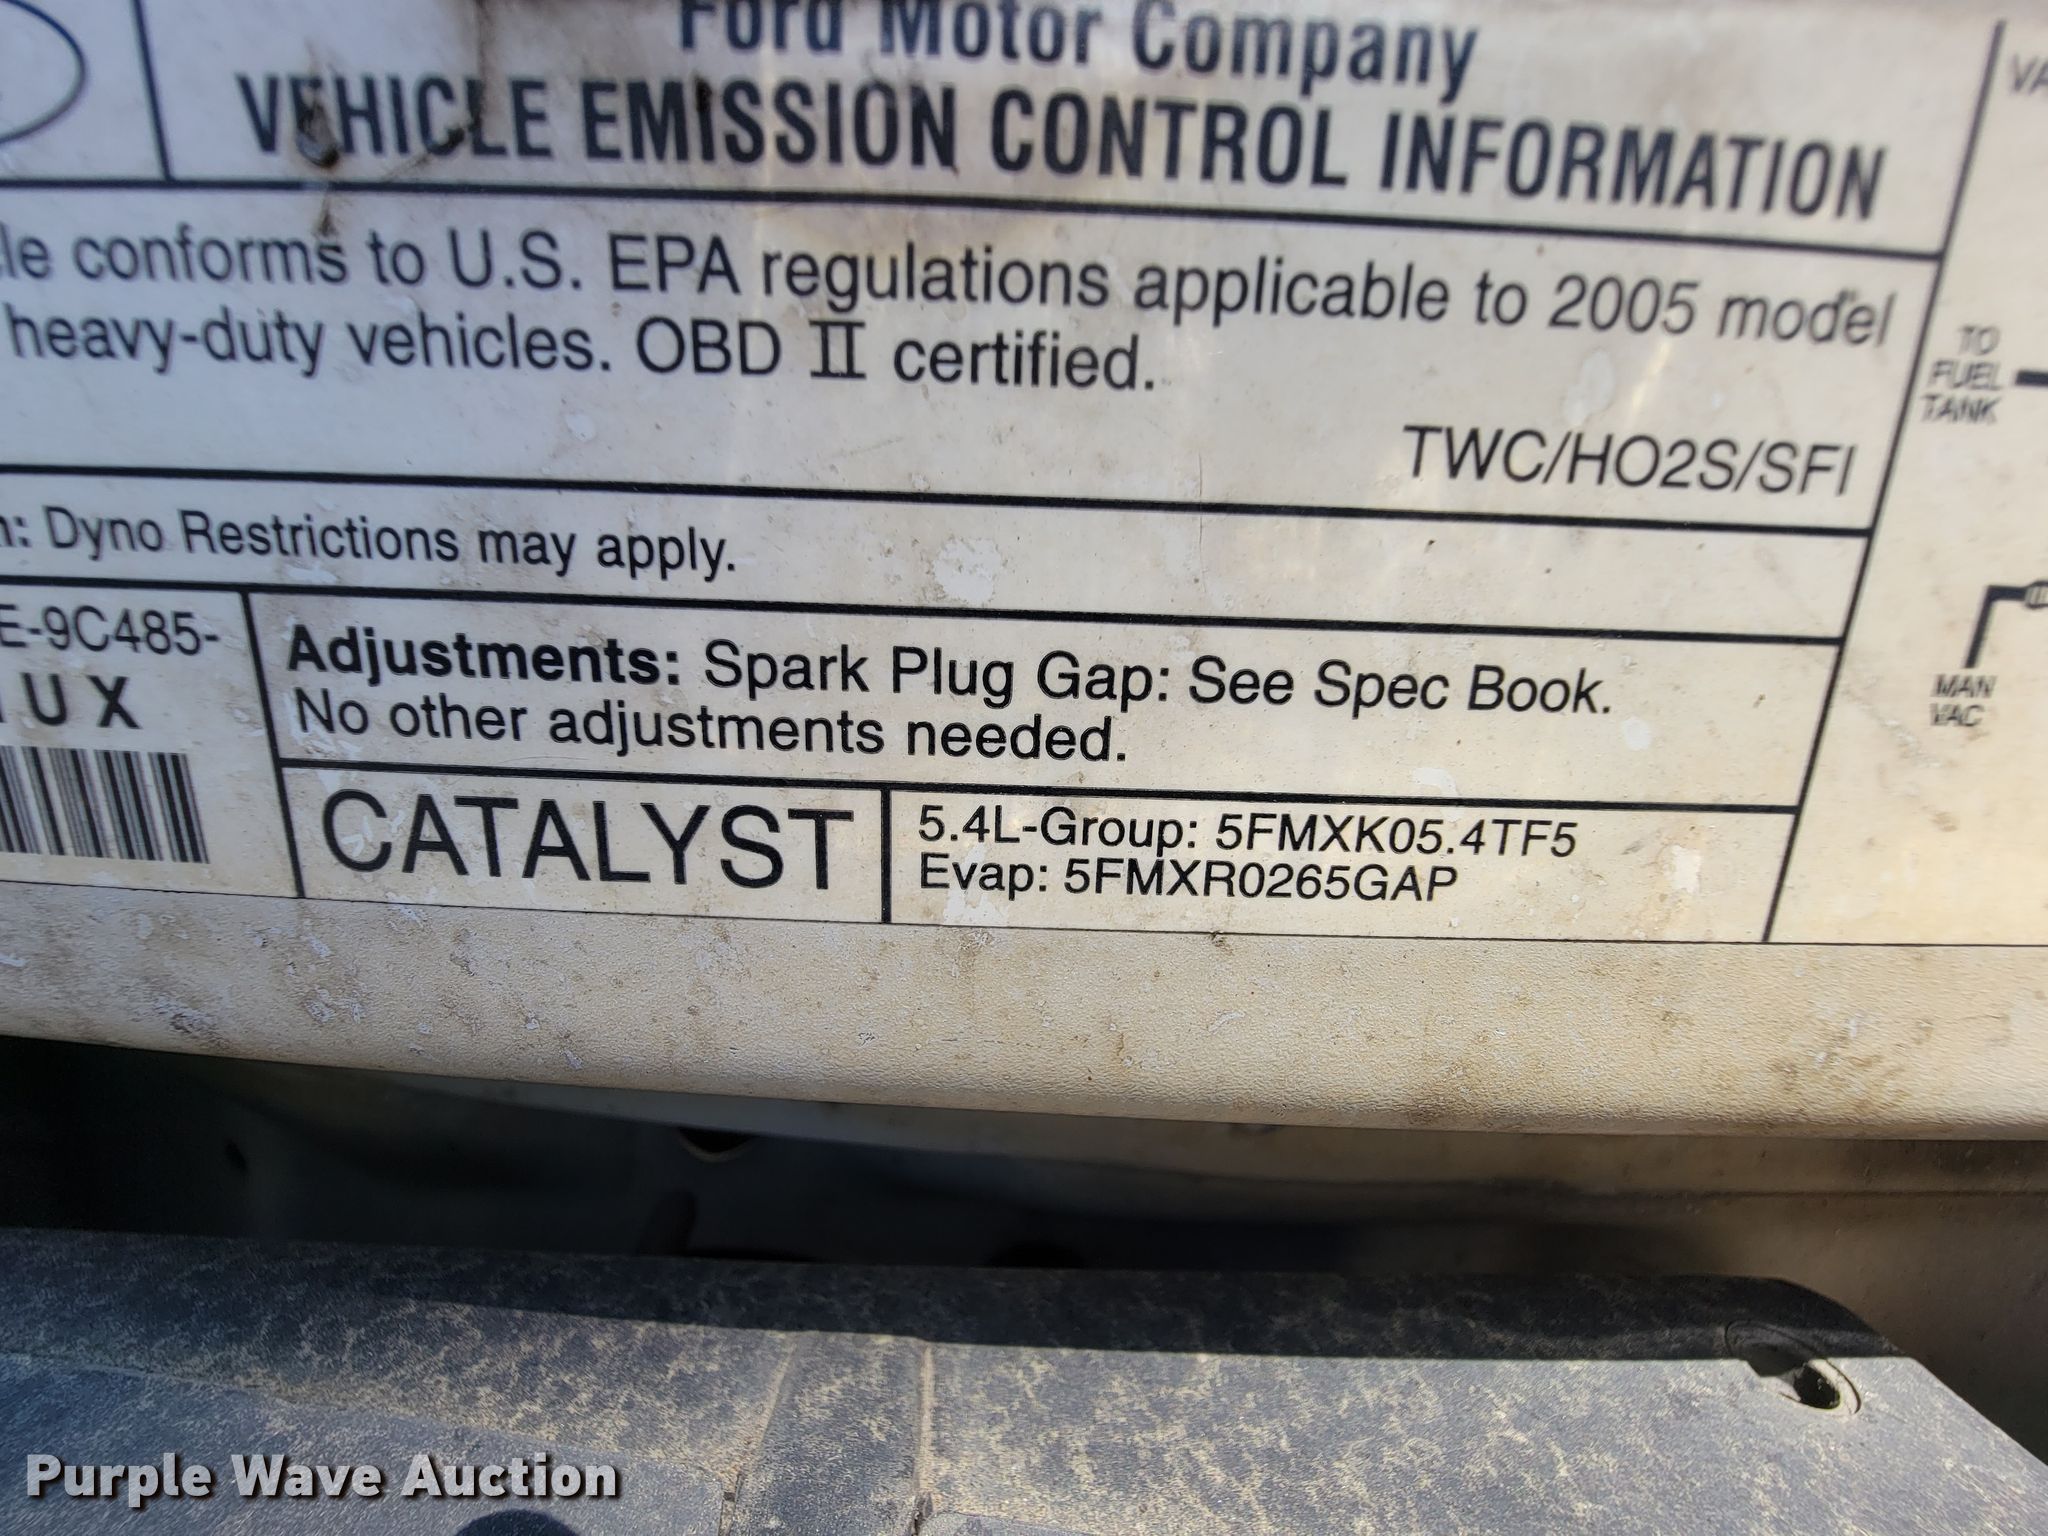 Ford Motor Company
VEHICLE EMISSION CONTROL INFORMATION
conforms to U.S. EPA regulations applicable to 2005 model
heavy-duty vehicles. OBD II certified.
TWC/HO2S/SFI
Dyno Restrictions may apply.
E-9C485-
UX
Adjustments: Spark Plug Gap: See Spec Book.
No other adjustments needed.
CATALYST
5.4L-Group: 5FMXK05.4TF5
Evap: 5FMXR0265GAP
TO
FUEL
TANK
MAN
VAC
Purple Wave Auction